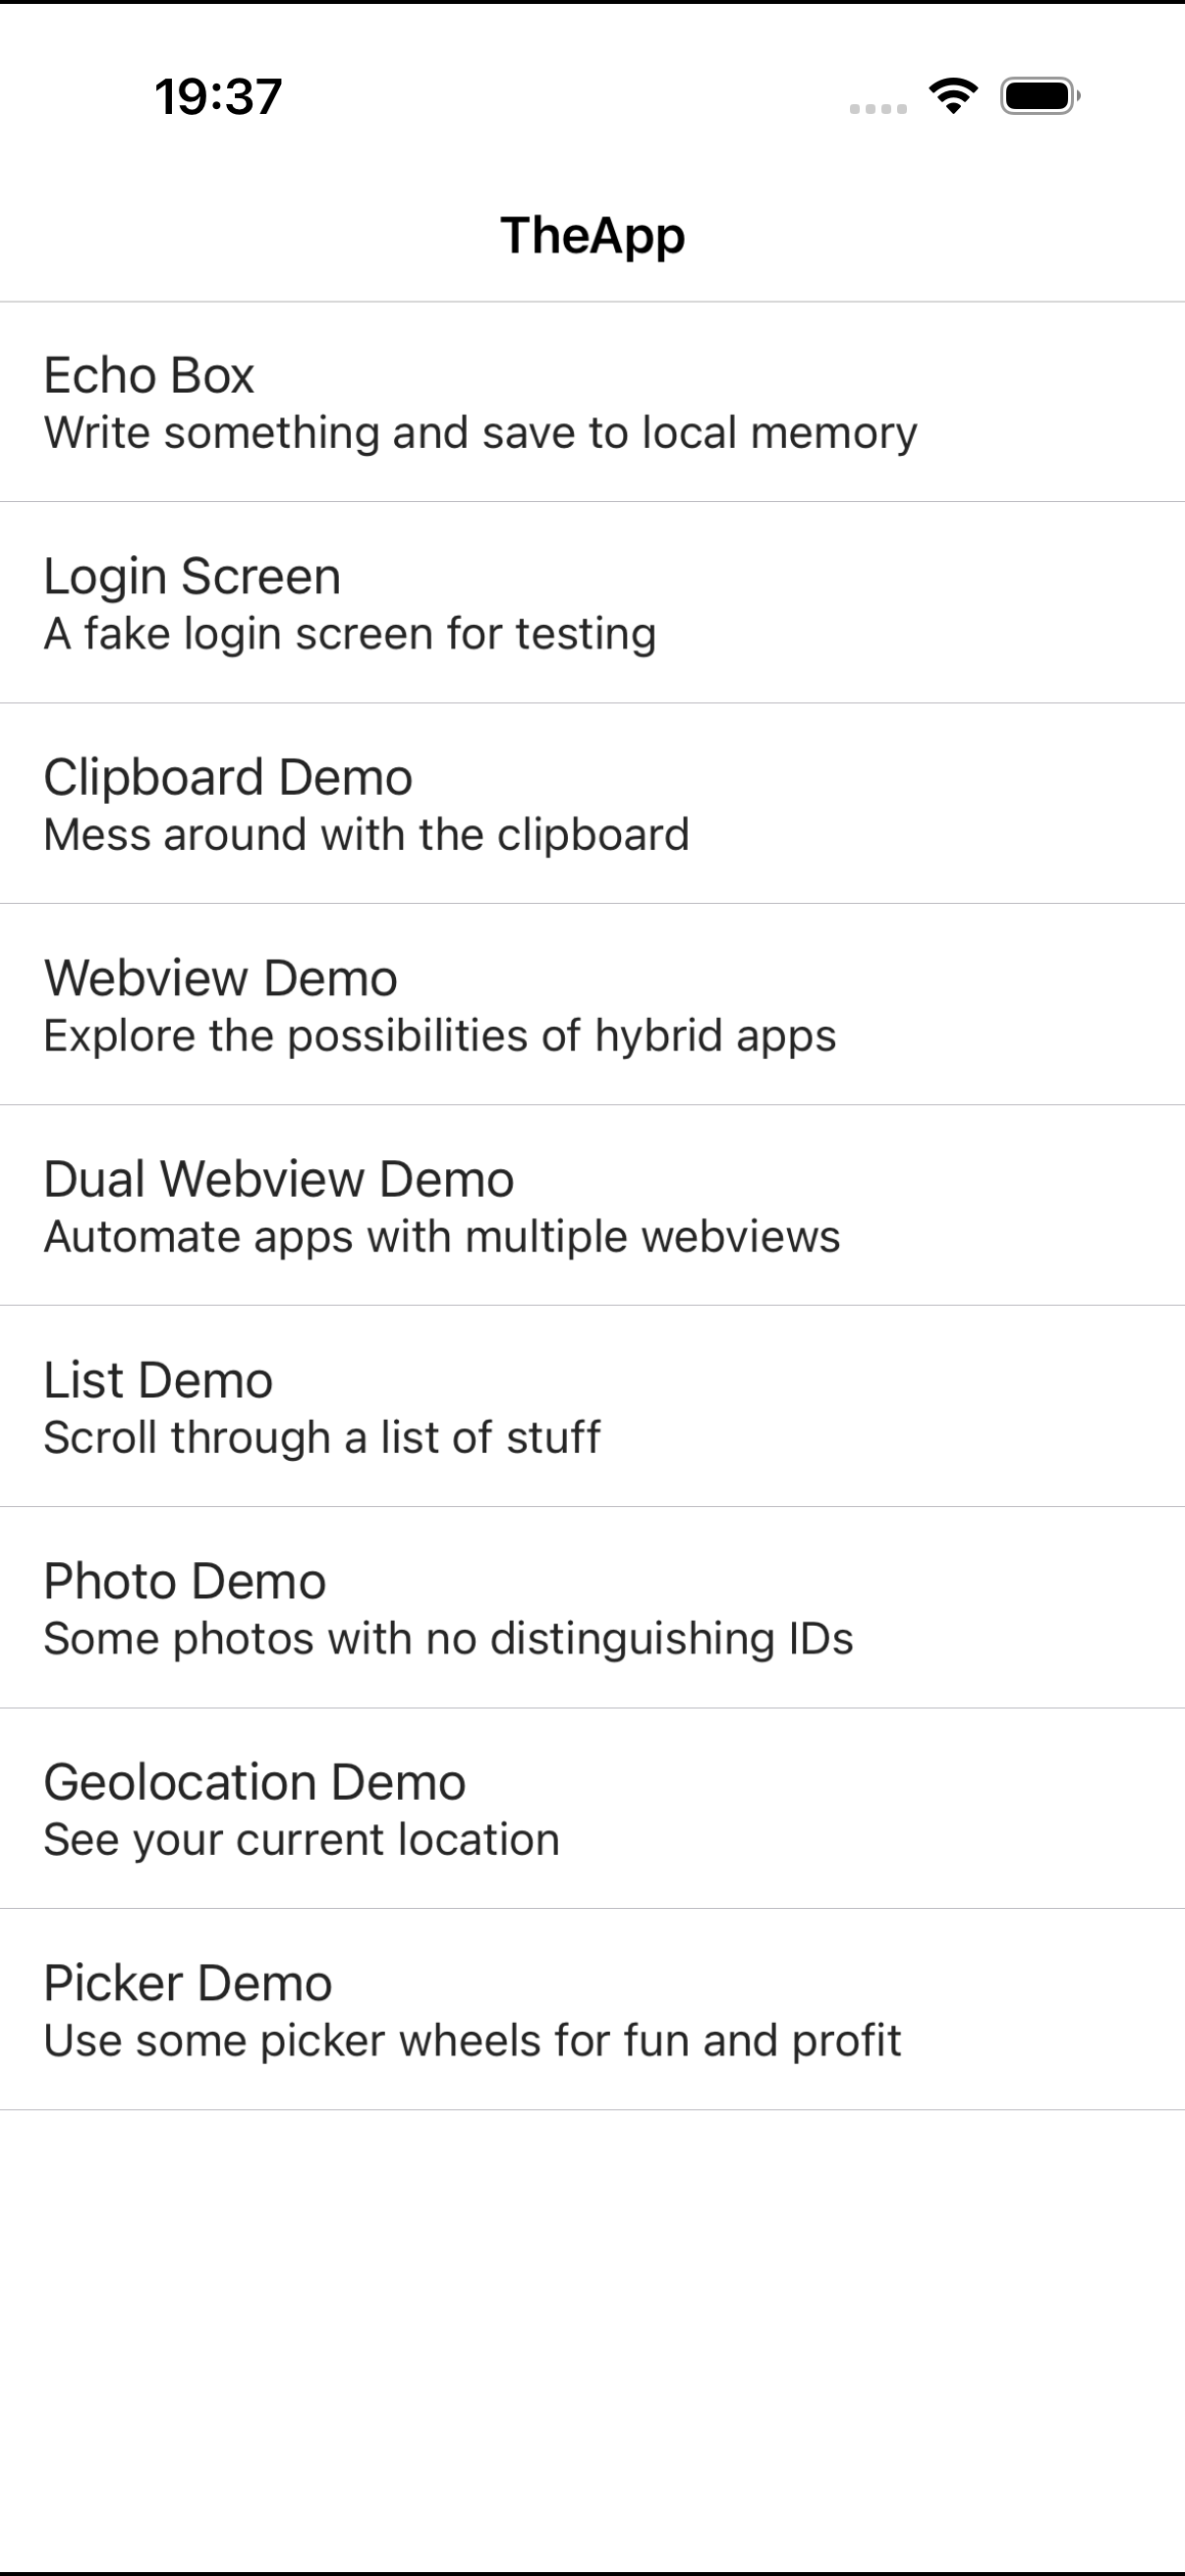 19:37
TheApp
Echo Box
Write something and save to local memory
Login Screen
A fake login screen for testing
Clipboard Demo
Mess around with the clipboard
Webview Demo
Explore the possibilities of hybrid apps
Dual Webview Demo
Automate apps with multiple webviews
List Demo
Scroll through a list of stuff
Photo Demo
Some photos with no distinguishing IDs
Geolocation Demo
See your current location
Picker Demo
Use some picker wheels for fun and profit